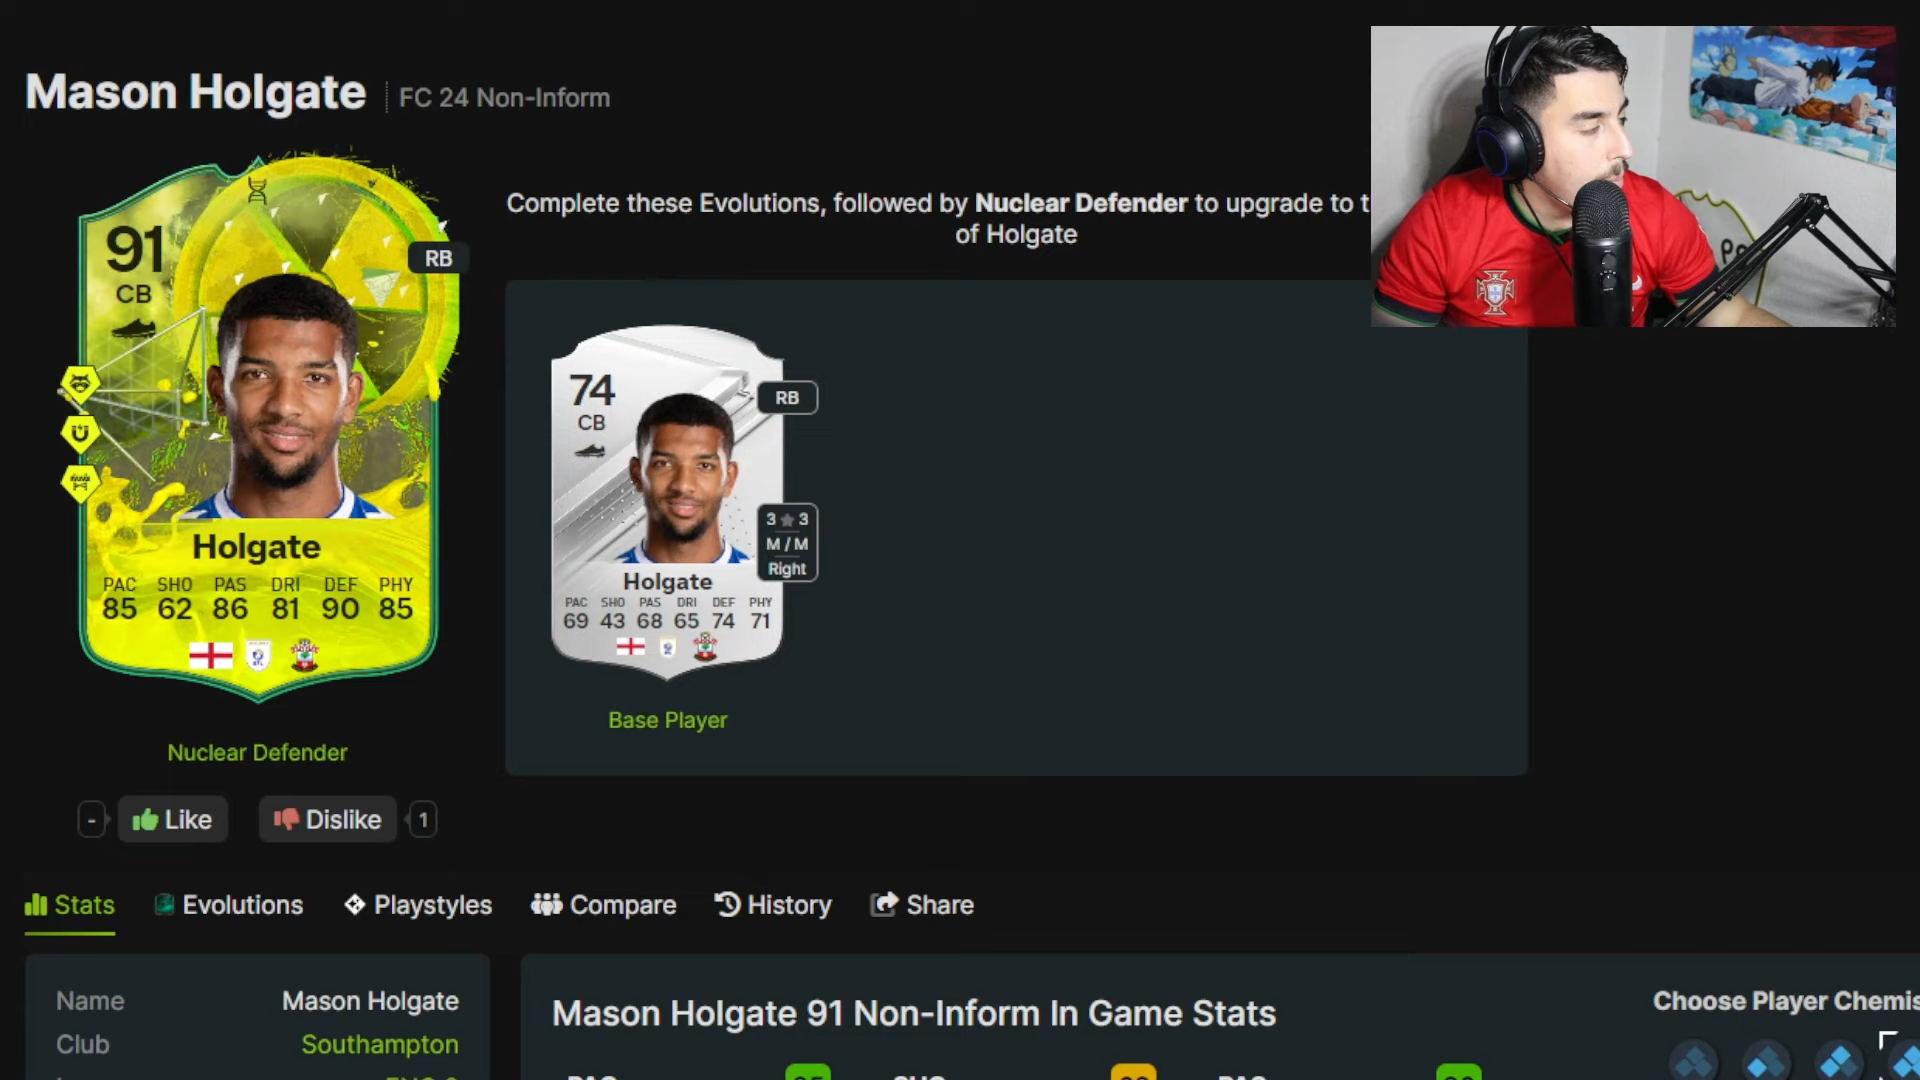 Mason Holgate
FC 24 Non-Inform
91
CB
RB
Holgate
PAC SHO PAS DRI DEF PHY
85 62 86 81 90 85
Nuclear Defender
- Like Dislike 1
Complete these Evolutions, followed by Nuclear Defender to upgrade to t
of Holgate
74
CB
RB
3 ★ 3
M / M
Right
Holgate
PAC SHO PAS DRI DEF PHY
69 43 68 65 74 71
Base Player
Stats Evolutions Playstyles Compare History Share
Name Mason Holgate
Club Southampton
Mason Holgate 91 Non-Inform In Game Stats
Choose Player Chemis